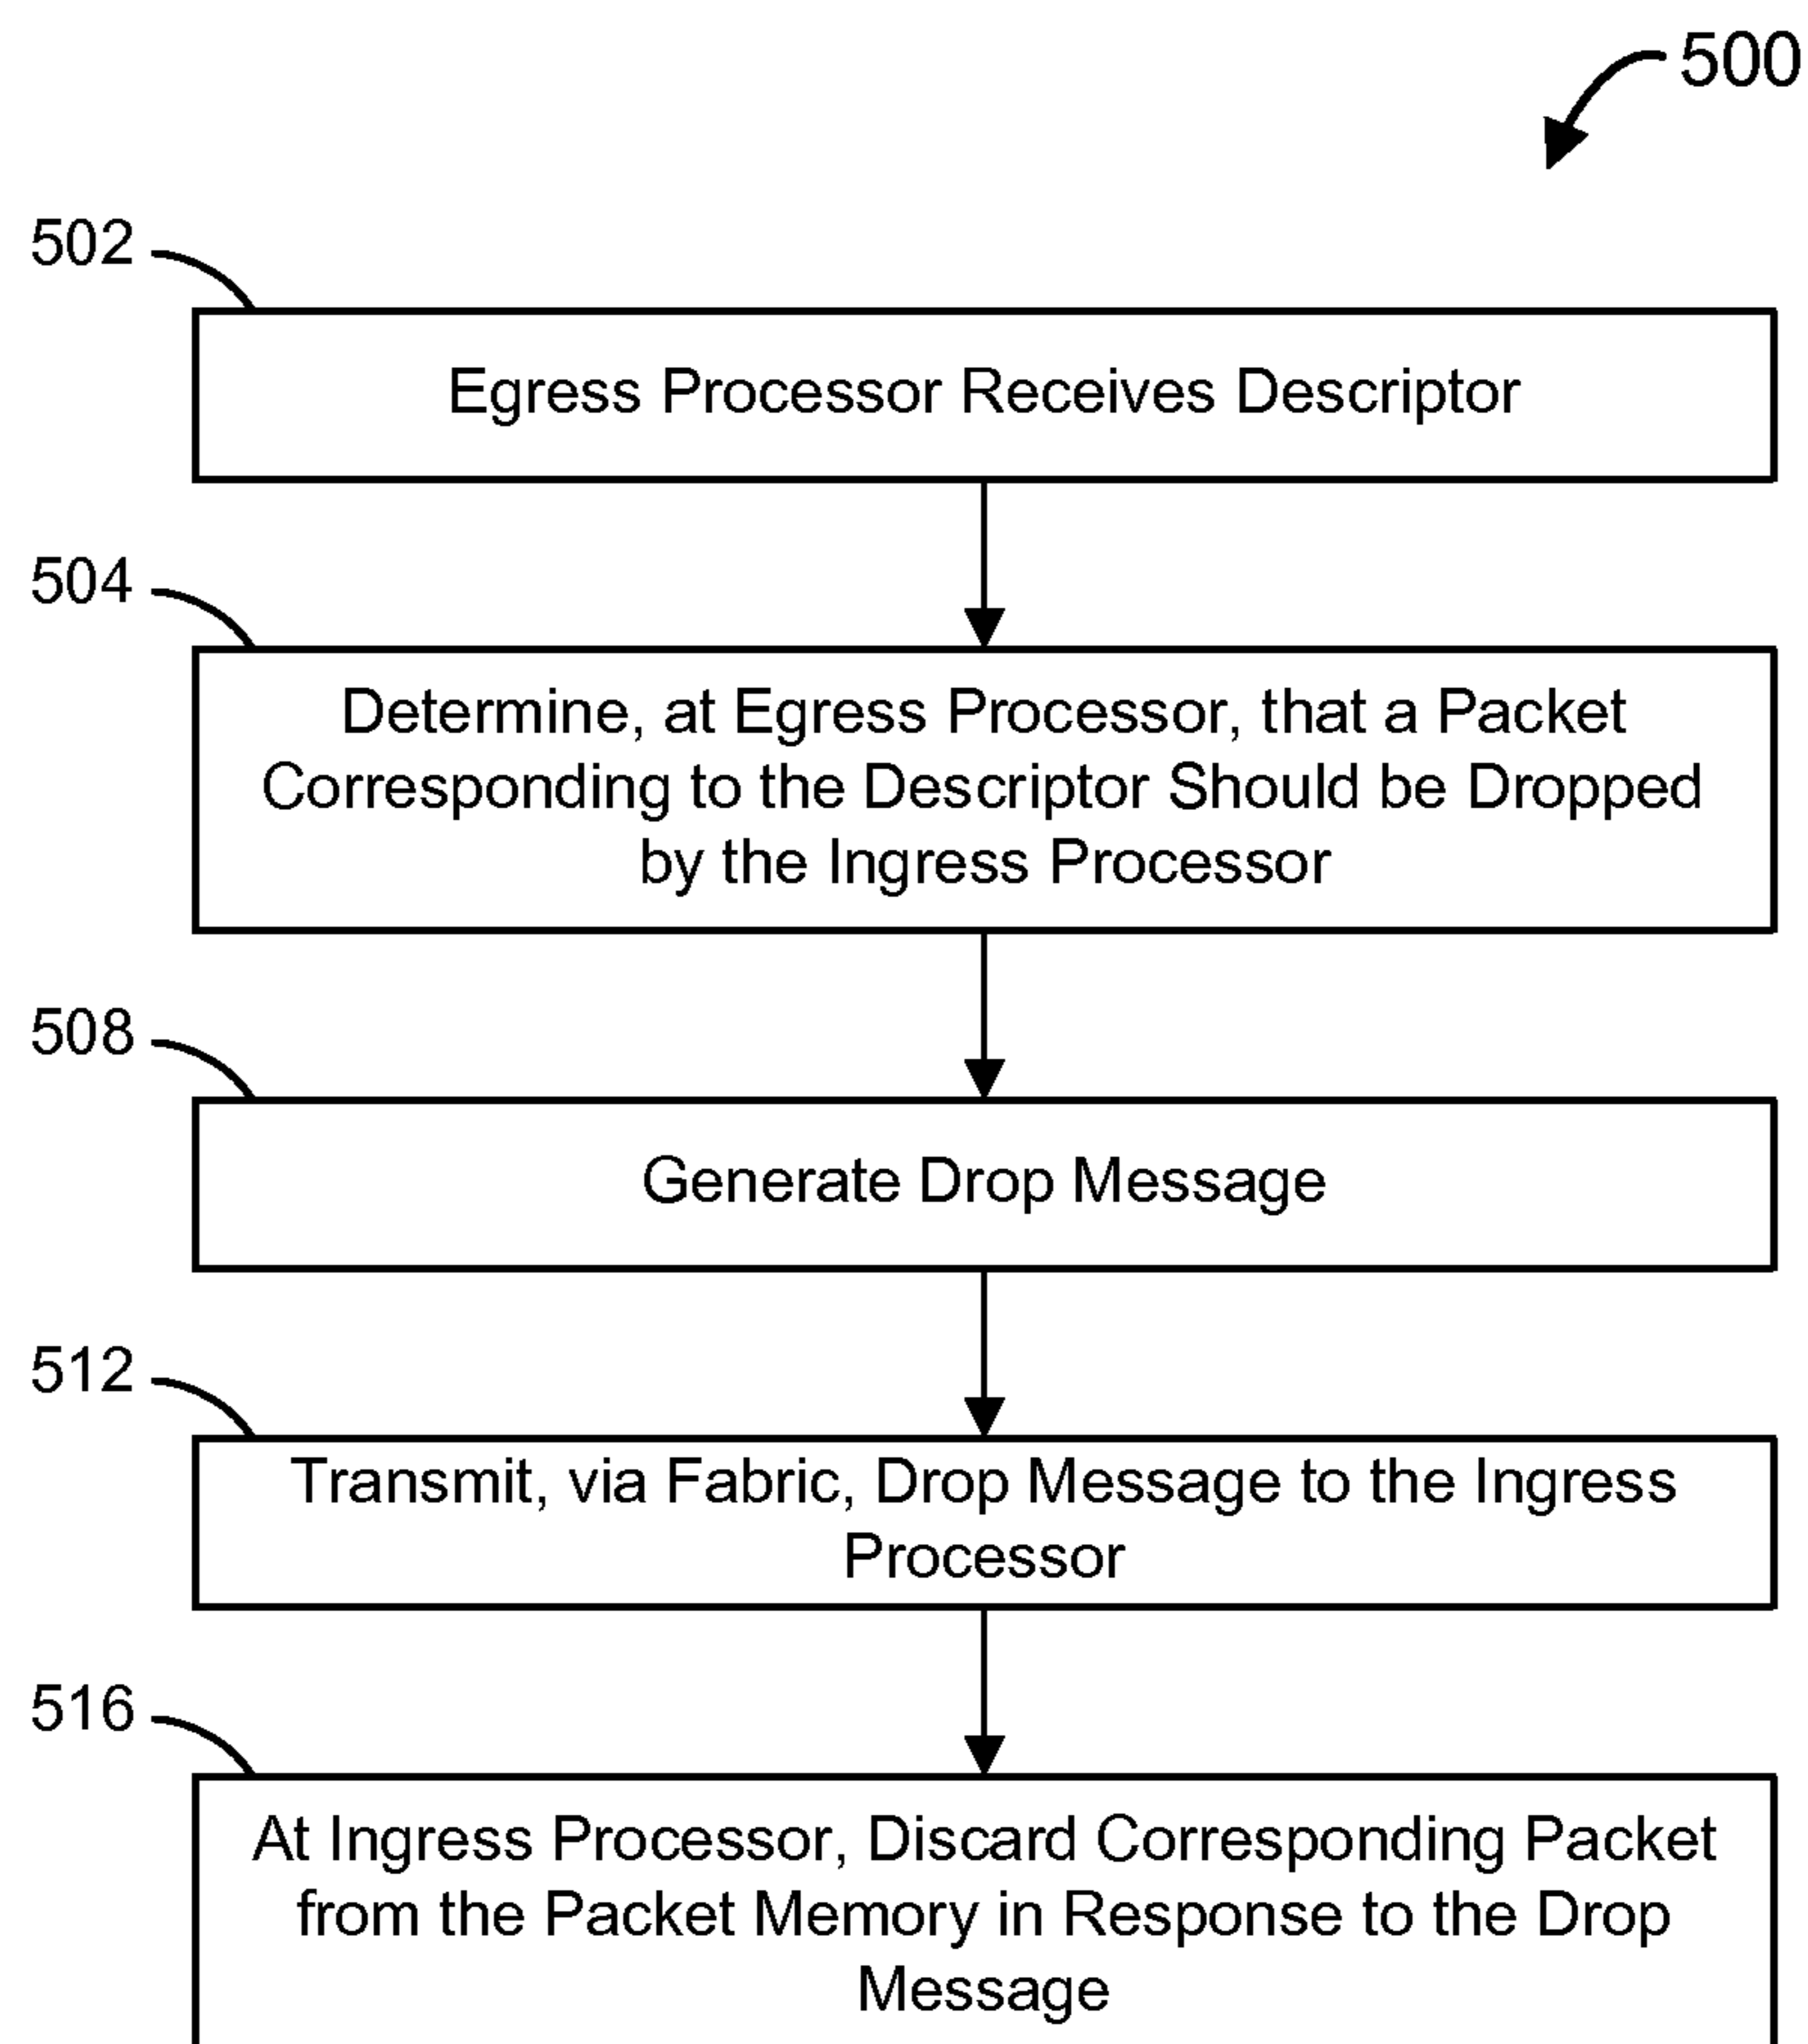 500
502
Egress Processor Receives Descriptor
504
Determine, at Egress Processor, that a Packet
Corresponding to the Descriptor Should be Dropped
by the Ingress Processor
508
Generate Drop Message
512
Transmit, via Fabric, Drop Message to the Ingress
Processor
516
At Ingress Processor, Discard Corresponding Packet
from the Packet Memory in Response to the Drop
Message